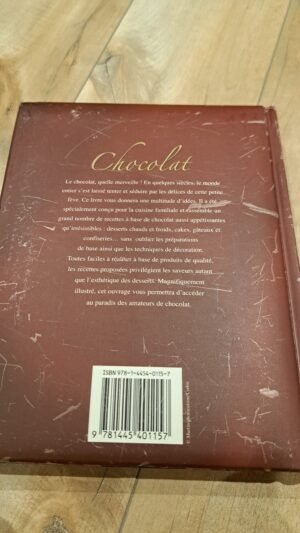 Chocolat
Le chocolat, quelle merveille ! En quelques siècles, le monde
entier s'est laissé tenter et séduire par les délices de cette petite
fève. Ce livre vous donnera une multitude d'idées. Il a été
spécialement conçu pour la cuisine familiale et rassemble un
grand nombre de recettes à base de chocolat aussi appétissantes
qu'irrésistibles : desserts chauds et froids, cakes, gâteaux et
confiseries... sans oublier les préparations
de base ainsi que les techniques de décoration.
Toutes faciles à réaliser à base de produits de qualité,
les recettes proposées privilégient les saveurs autant
que l'esthétique des desserts. Magnifiquement
illustré, cet ouvrage vous permettra d'accéder
au paradis des amateurs de chocolat.
ISBN 978-1-4454-0115-7
9 781445 401157